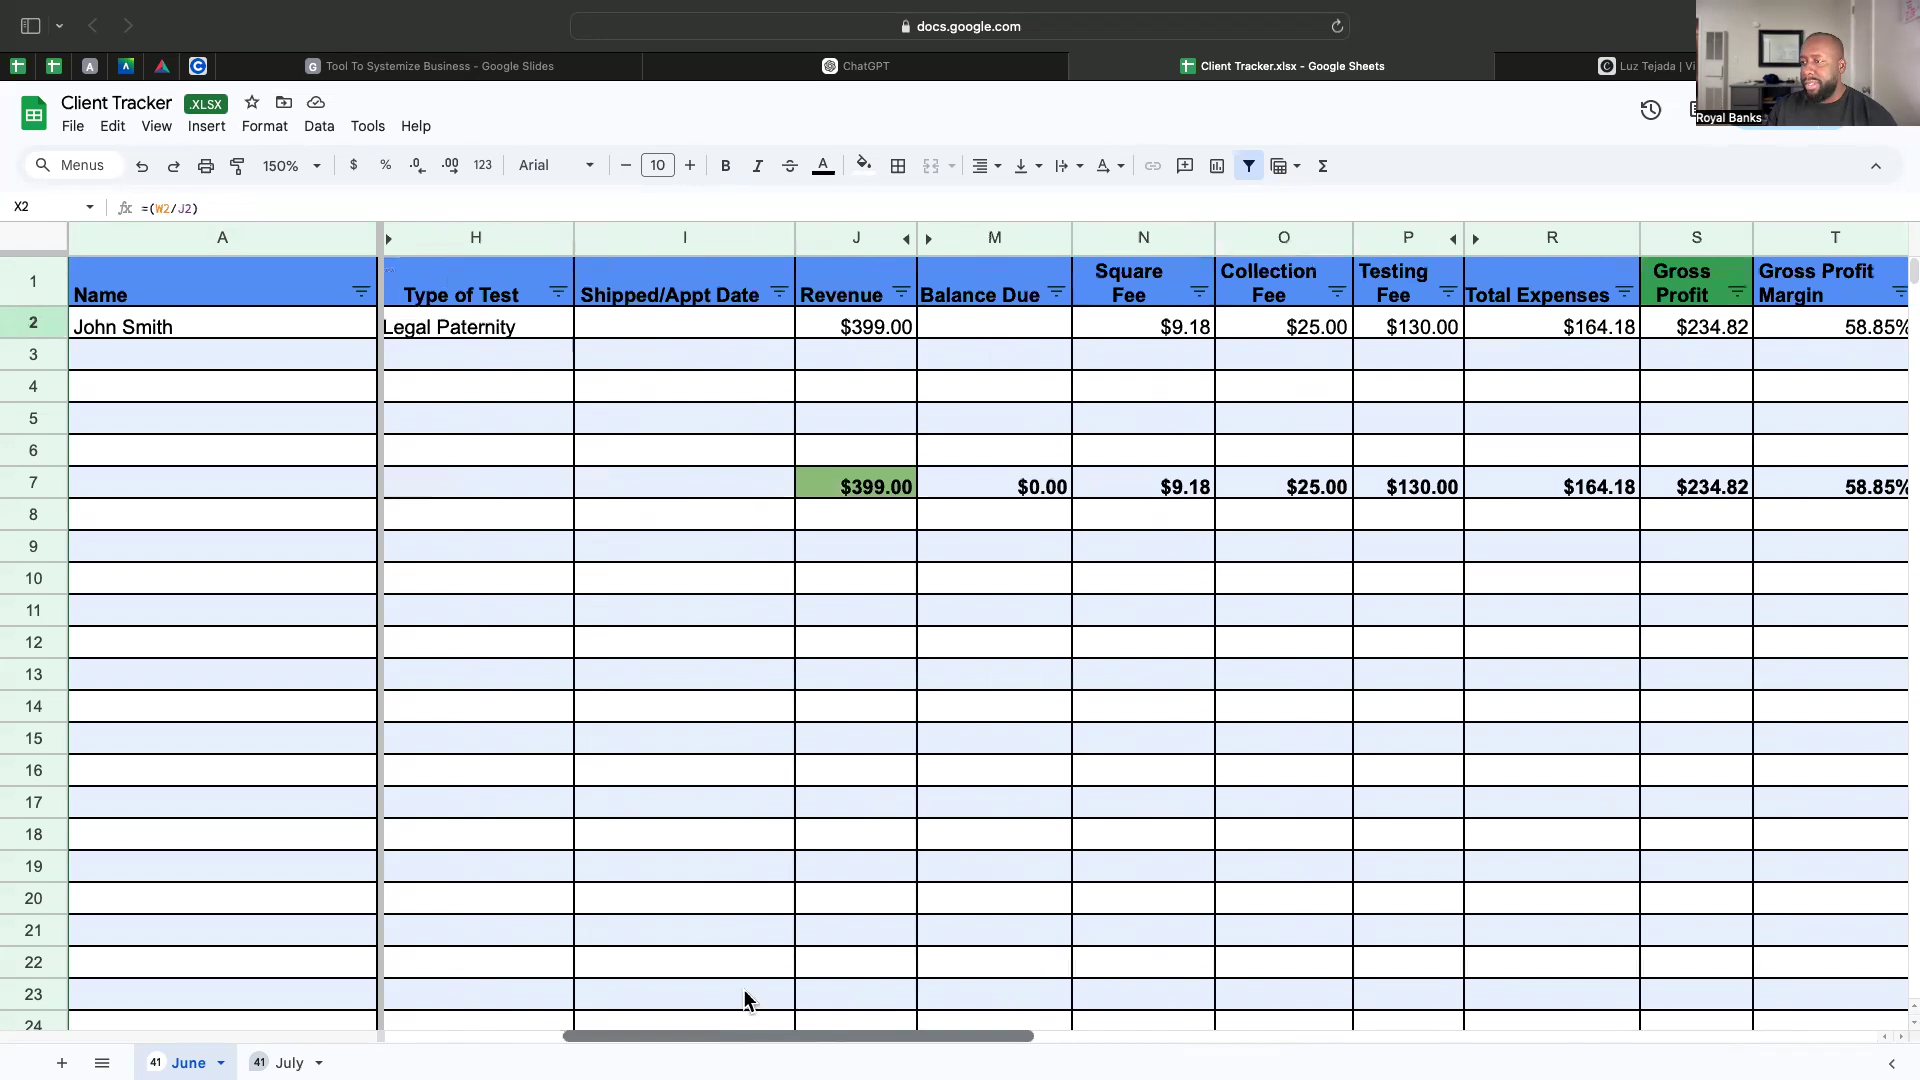 docs.google.com
Tool To Systemize Business - Google Slides
ChatGPT
Client Tracker.xlsx - Google Sheets
Luz Tejada | Vi
Royal Banks
Client Tracker .XLSX
File Edit View Insert Format Data Tools Help
Menus 150% $ % .0 .00 123 Arial 10 B I A Σ
X2 fx =(W2/J2)
A H I J M N O P R S T
1 Name Type of Test Shipped/Appt Date Revenue Balance Due Square Fee Collection Fee Testing Fee Total Expenses Gross Profit Gross Profit Margin
2 John Smith Legal Paternity $399.00 $9.18 $25.00 $130.00 $164.18 $234.82 58.85%
3
4
5
6
7 $399.00 $0.00 $9.18 $25.00 $130.00 $164.18 $234.82 58.85%
8
9
10
11
12
13
14
15
16
17
18
19
20
21
22
23
24
41 June 41 July